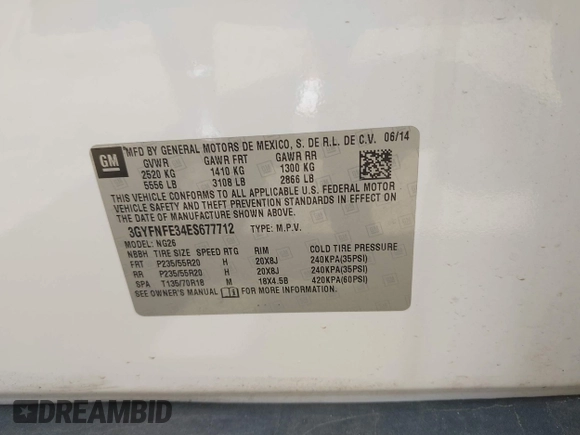 GM
MFD BY GENERAL MOTORS DE MEXICO, S. DE R.L. DE C.V. 06/14
GVWR GAWR FRT GAWR RR
2520 KG 1410 KG 1300 KG
5556 LB 3108 LB 2866 LB
THIS VEHICLE CONFORMS TO ALL APPLICABLE U.S. FEDERAL MOTOR
VEHICLE SAFETY AND THEFT PREVENTION STANDARDS IN EFFECT ON
THE DATE OF MANUFACTURE SHOWN ABOVE.
3GYFNFE34ES677712 TYPE: M.P.V.
MODEL: NG26
NBBH TIRE SIZE SPEED RTG RIM COLD TIRE PRESSURE
FRT P235/55R20 H 20X8J 240KPA(35PSI)
RR P235/55R20 H 20X8J 240KPA(35PSI)
SPA T135/70R18 M 18X4.5B 420KPA(60PSI)
SEE OWNER'S MANUAL FOR MORE INFORMATION.
DREAMBID